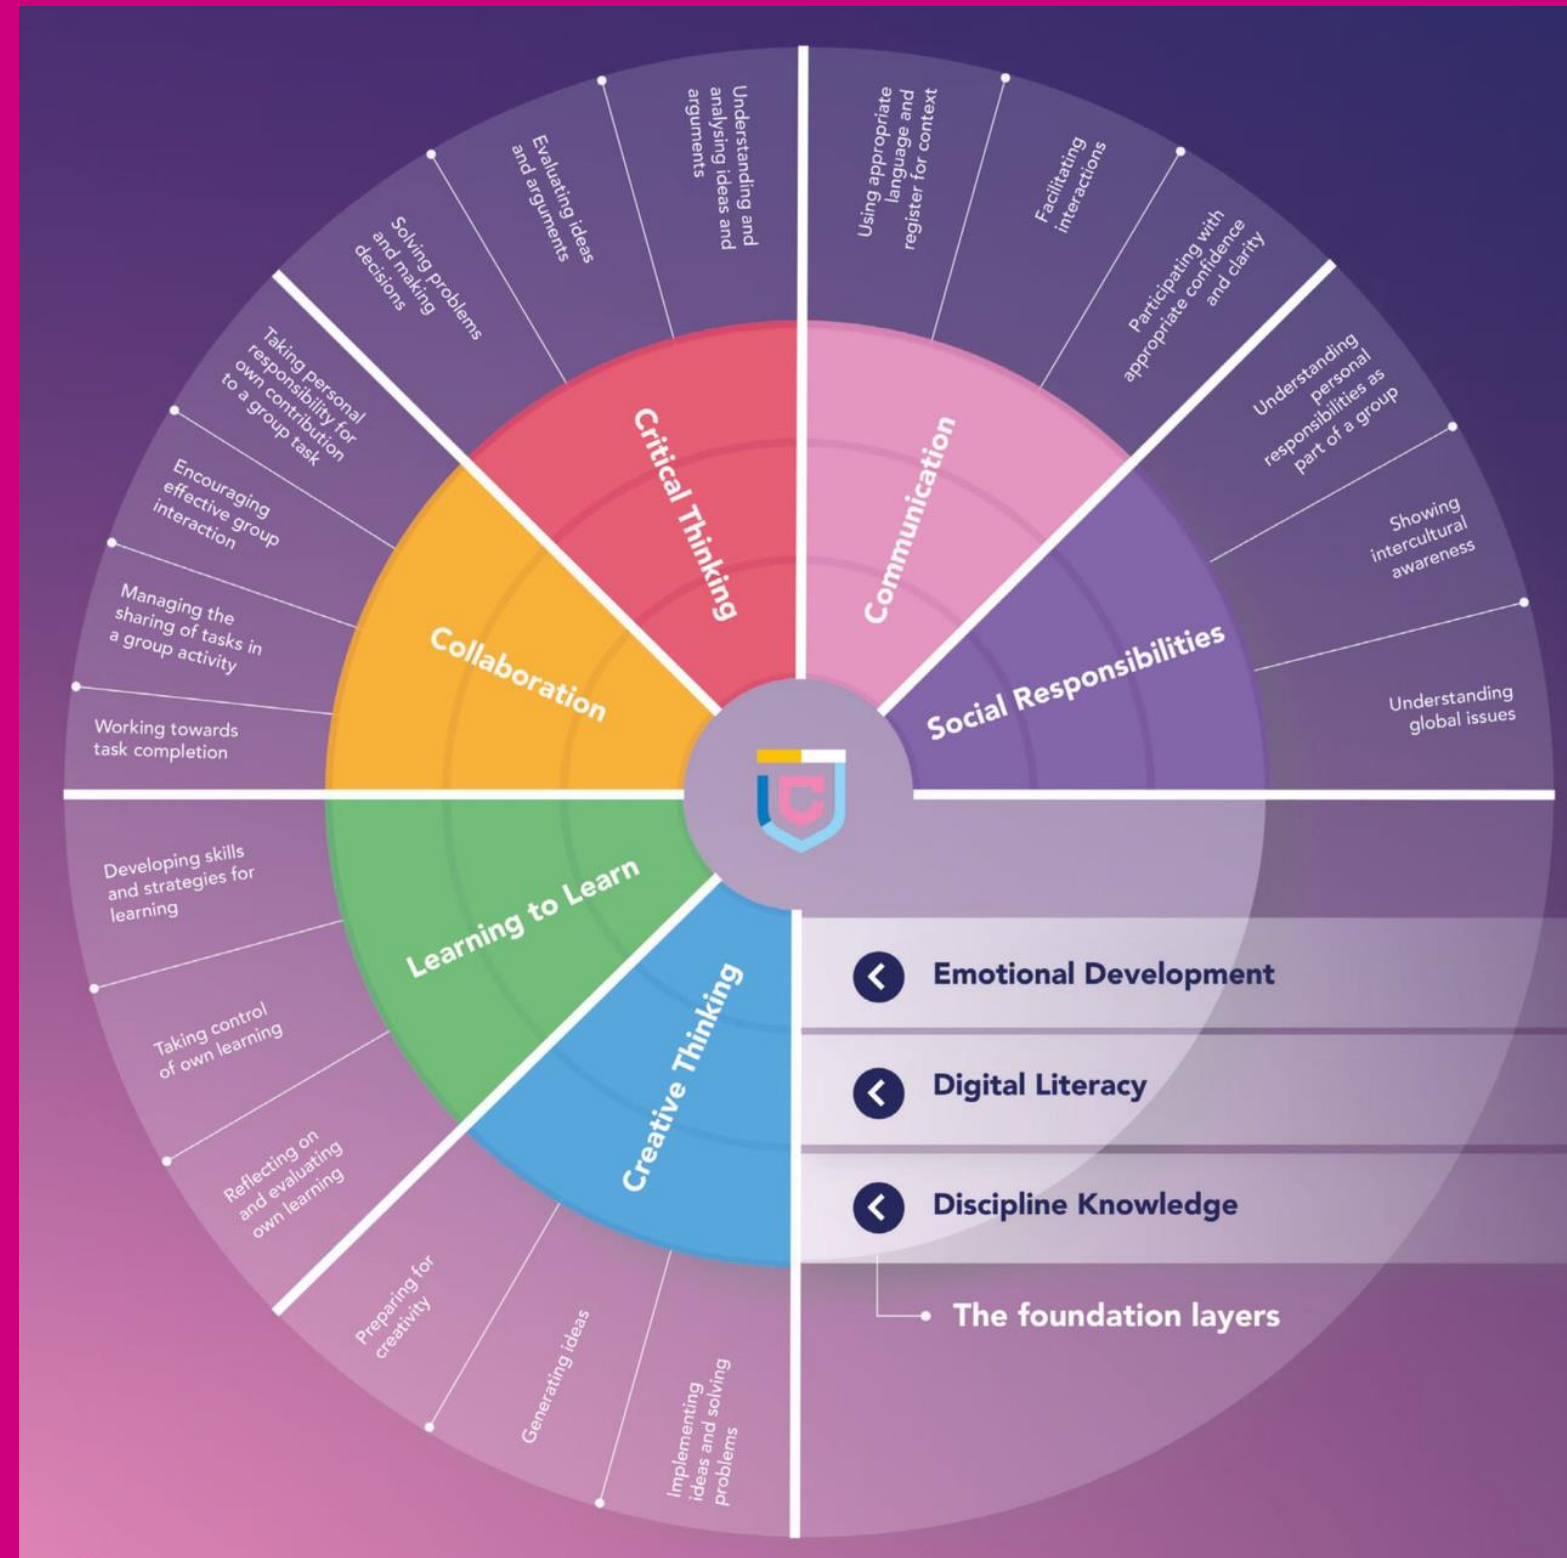 Creative Thinking
Preparing for
creativity
Generating ideas
Implementing
ideas and solving
problems
Learning to Learn
Developing skills
and strategies for
learning
Taking control
of own learning
Reflecting on
and evaluating
own learning
Collaboration
Taking personal
responsibility for
own contribution
to a group task
Encouraging
effective group
interaction
Managing the
sharing of tasks in
a group activity
Working towards
task completion
Critical Thinking
Understanding and
analysing ideas and
arguments
Evaluating ideas
and arguments
Solving problems
and making
decisions
Communication
Using appropriate
language and
register for context
Facilitating
interactions
Participating with
appropriate confidence
and clarity
Social Responsibilities
Understanding
personal
responsibilities as
part of a group
Showing
intercultural
awareness
Understanding
global issues
C
Emotional Development
Digital Literacy
Discipline Knowledge
The foundation layers